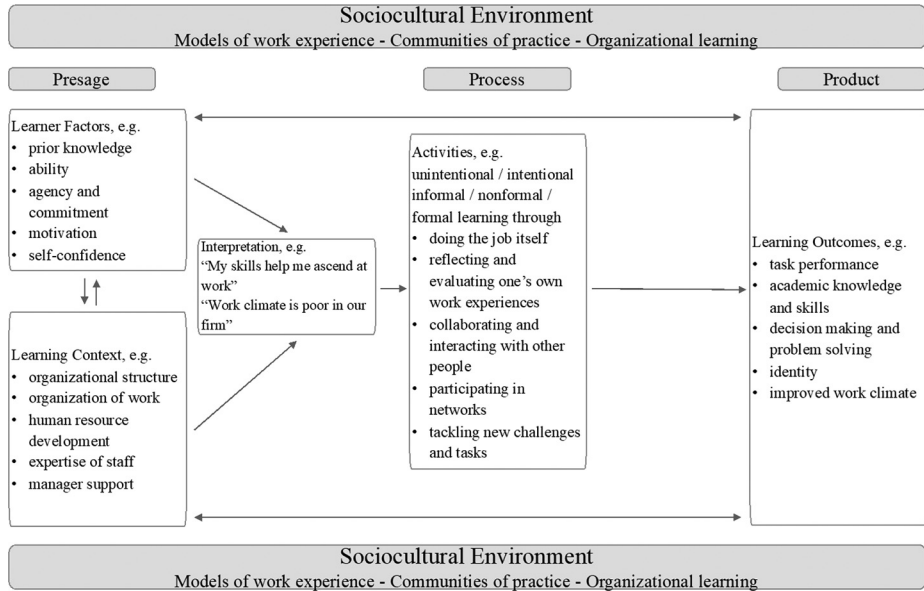 Sociocultural Environment
Models of work experience - Communities of practice - Organizational learning
Presage
Process
Product
Learner Factors, e.g.
• prior knowledge
• ability
• agency and
commitment
• motivation
• self-confidence
Learning Context, e.g.
• organizational structure
• organization of work
• human resource
development
• expertise of staff
• manager support
Interpretation, e.g.
“My skills help me ascend at
work”
“Work climate is poor in our
firm”
Activities, e.g.
unintentional / intentional
informal / nonformal /
formal learning through
• doing the job itself
• reflecting and
evaluating one’s own
work experiences
• collaborating and
interacting with other
people
• participating in
networks
• tackling new challenges
and tasks
Learning Outcomes, e.g.
• task performance
• academic knowledge
and skills
• decision making and
problem solving
• identity
• improved work climate
Sociocultural Environment
Models of work experience - Communities of practice - Organizational learning